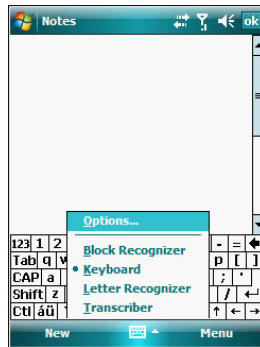 Notes
ok
Options...
Block Recognizer
Keyboard
Letter Recognizer
Transcriber
123 1 2 - =
Tab q p [ ]
CAP a ; '
Shift z /
Ctl áü
New Menu